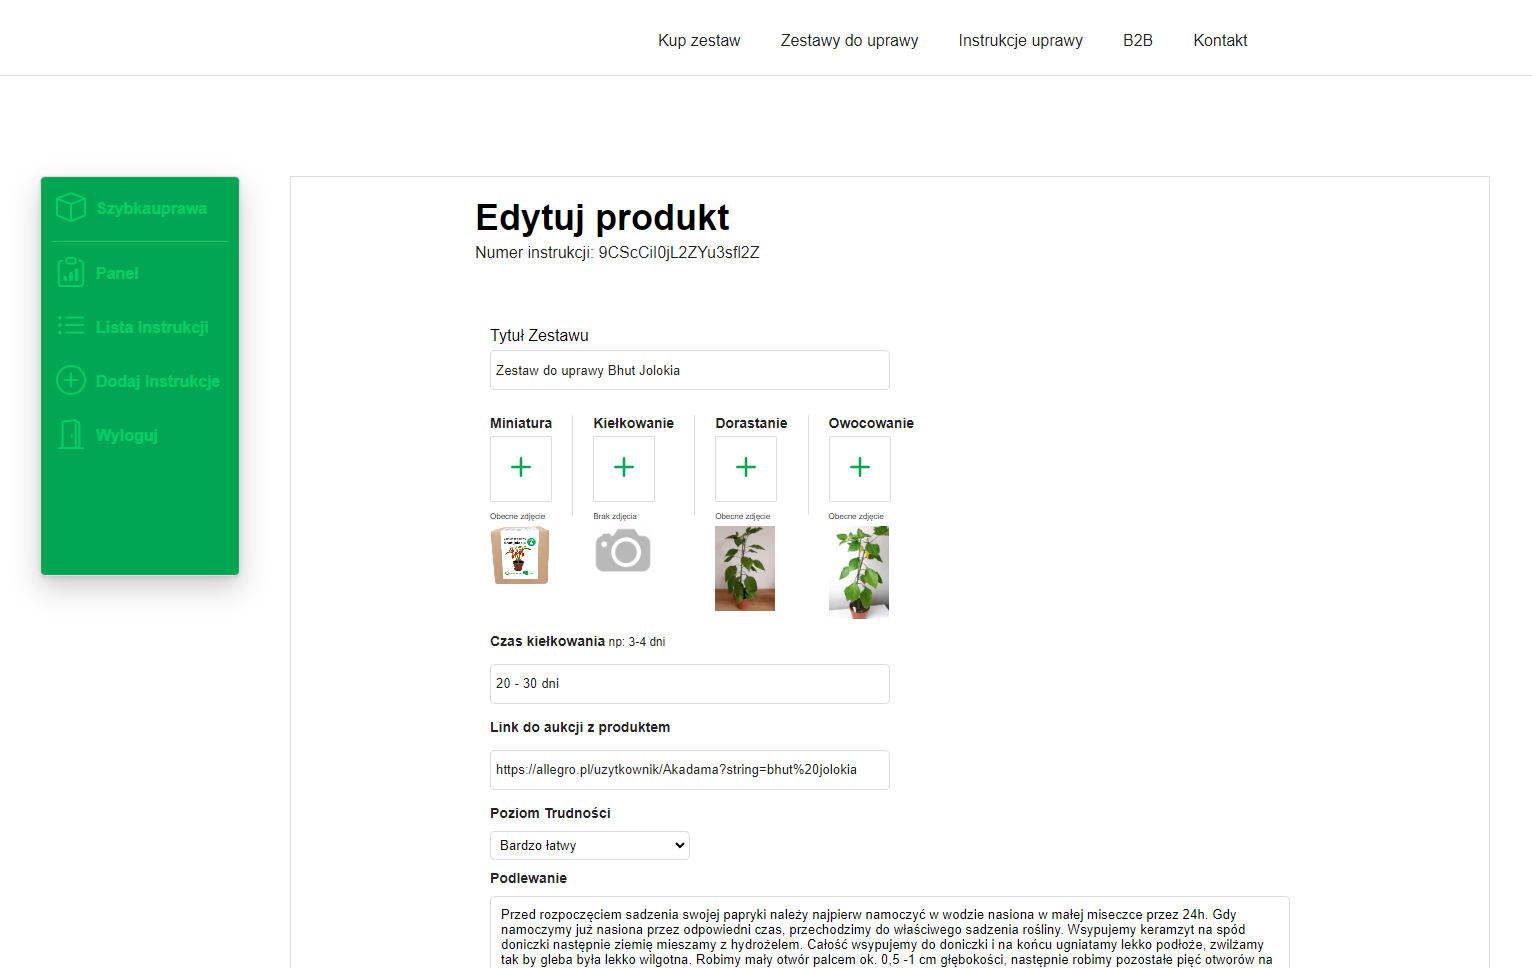 Kup zestaw
Zestawy do uprawy
Instrukcje uprawy
B2B
Kontakt
Szybkauprawa
Panel
Lista Instrukcji
Dodaj Instrukcje
Wyloguj
Edytuj produkt
Numer instrukcji: 9CScCil0jL2ZYu3sfl2Z
Tytuł Zestawu
Zestaw do uprawy Bhut Jolokia
Miniatura
Kiełkowanie
Dorastanie
Owocowanie
Obecne zdjęcie
Brak zdjęcia
Obecne zdjęcie
Obecne zdjęcie
Czas kiełkowania np: 3-4 dni
20 - 30 dni
Link do aukcji z produktem
https://allegro.pl/uzytkownik/Akadama?string=bhut%20jolokia
Poziom Trudności
Bardzo łatwy
Podlewanie
Przed rozpoczęciem sadzenia swojej papryki należy najpierw namoczyć w wodzie nasiona w małej miseczce przez 24h. Gdy
namoczymy już nasiona przez odpowiedni czas, przechodzimy do właściwego sadzenia rośliny. Wsypujemy keramzyt na spód
doniczki następnie ziemię mieszamy z hydrożelem. Całość wsypujemy do doniczki i na końcu ugniatamy lekko podłoże, zwilżamy
tak by gleba była lekko wilgotna. Robimy mały otwór palcem ok. 0,5 -1 cm głębokości, następnie robimy pozostałe pięć otworów na